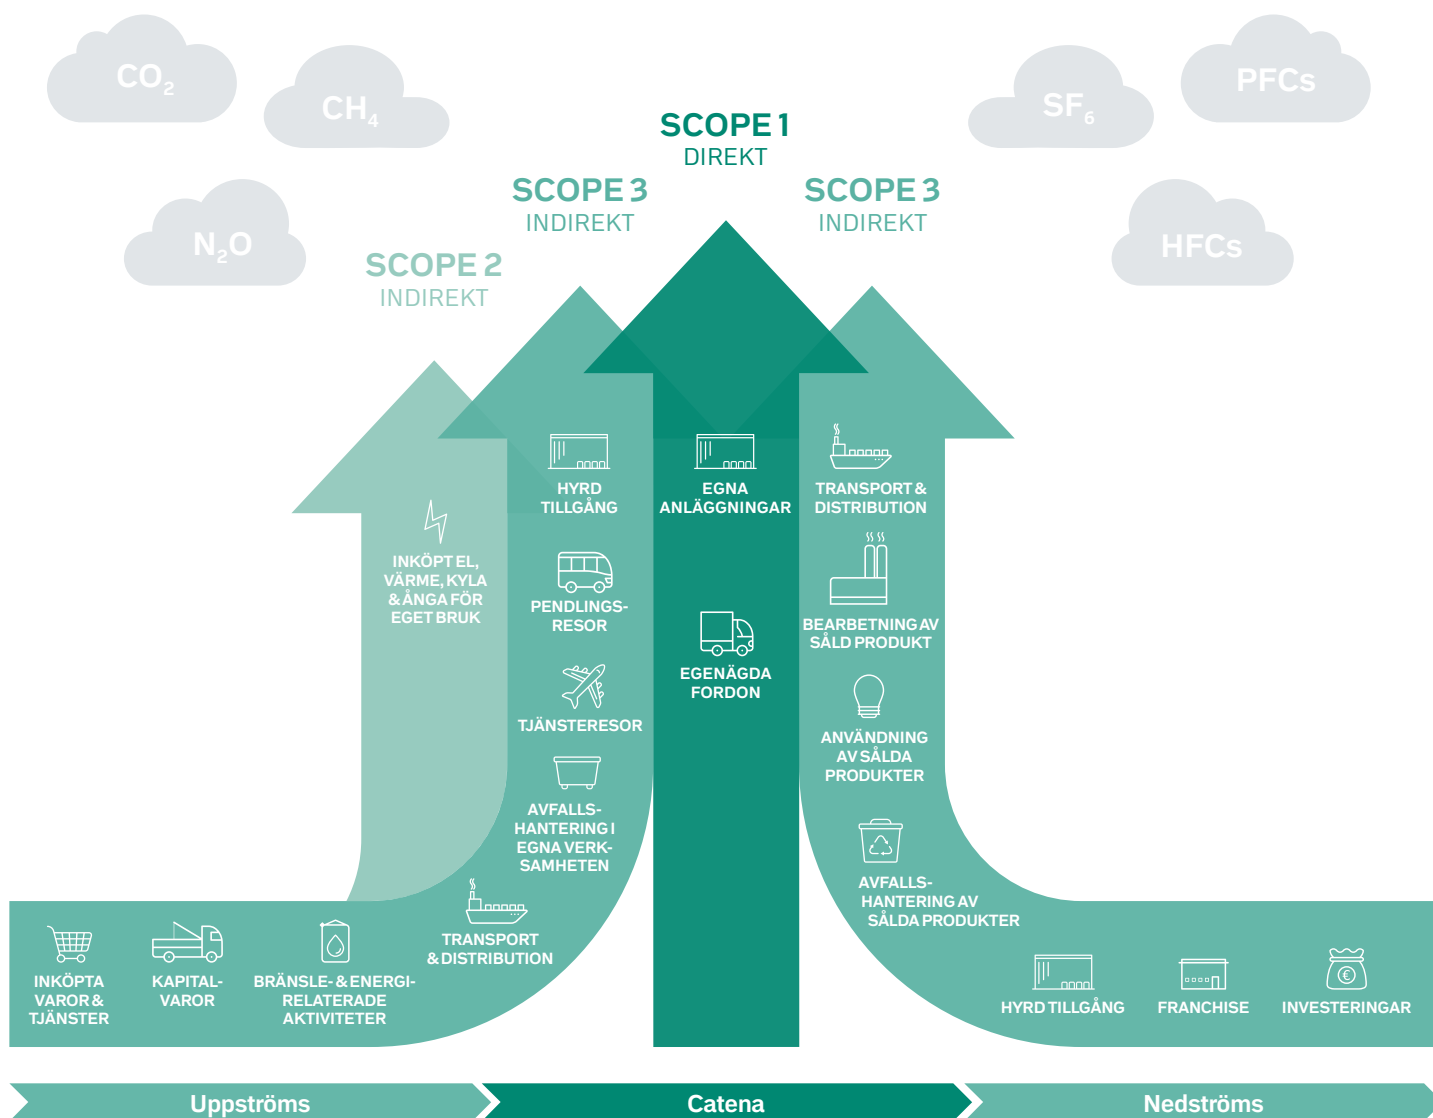 CO₂
CH₄
N₂O
SF₆
PFCs
HFCs
SCOPE 1
DIREKT
SCOPE 3
INDIREKT
SCOPE 3
INDIREKT
SCOPE 2
INDIREKT
INKÖPT EL,
VÄRME, KYLA
& ÅNGA FÖR
EGET BRUK
HYRD
TILLGÅNG
PENDLINGS-
RESOR
TJÄNSTERESOR
AVFALLS-
HANTERING I
EGNA VERK-
SAMHETEN
TRANSPORT
& DISTRIBUTION
BRÄNSLE- & ENERGI-
RELATERADE
AKTIVITETER
KAPITAL-
VAROR
INKÖPTA
VAROR &
TJÄNSTER
EGNA
ANLÄGGNINGAR
EGENÄGDA
FORDON
TRANSPORT &
DISTRIBUTION
BEARBETNING AV
SÅLD PRODUKT
ANVÄNDNING
AV SÅLDA
PRODUKTER
AVFALLS-
HANTERING AV
SÅLDA PRODUKTER
HYRD TILLGÅNG
FRANCHISE
€
INVESTERINGAR
Uppströms
Catena
Nedströms